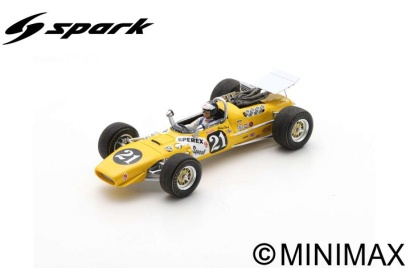 spark
21
SPEREX
21
©MINIMAX